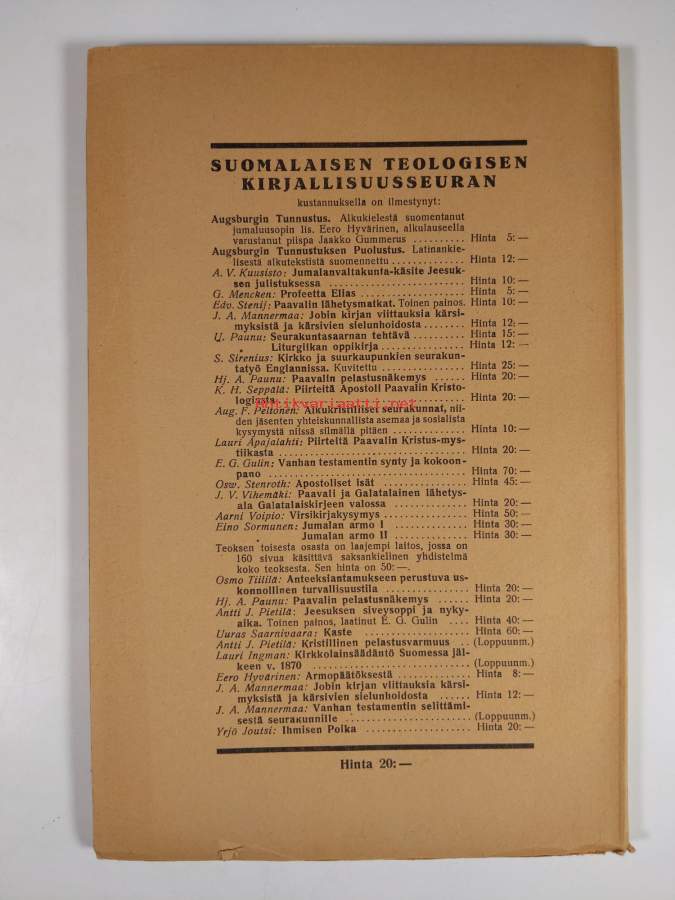 SUOMALAISEN TEOLOGISEN
KIRJALLISUUSSEURAN
kustannuksella on ilmestynyt:
Augsburgin Tunnustus. Alkukielestä suomentanut
jumaluusopin lis. Eero Hyvärinen, alkulauseella
varustanut piispa Jaakko Gummerus .......... Hinta 5:—
Augsburgin Tunnustuksen Puolustus. Latinankie-
lisestä alkutekstistä suomennettu .............. Hinta 12:—
A. V. Kuusisto: Jumalanvaltakunta-käsite Jeesuk-
sen julistuksessa ........................ Hinta 10:—
G. Mencken: Profeetta Elias .................. Hinta 5:—
Edv. Stenij: Paavalin lähetysmatkat. Toinen painos. Hinta 10:—
J. A. Mannermaa: Jobin kirjan viittauksia kärsi-
myksistä ja kärsivien sielunhoidosta ........ Hinta 12:—
U. Paunu: Seurakuntasaarnan tehtävä .......... Hinta 15:—
Liturgiikan oppikirja .............. Hinta 12:—
S. Sirenius: Kirkko ja suurkaupunkien seurakun-
tatyö Englannissa. Kuvitettu .............. Hinta 25:—
Hj. A. Paunu: Paavalin pelastusnäkemys ...... Hinta 20:—
K. H. Seppälä: Piirteitä Apostoli Paavalin Kristo-
logiasta ................ Hinta 20:—
antikvariaatti.net
Aug. F. Peltonen: Alkukristilliset seurakunnat, nii-
den jäsenten yhteiskunnallista asemaa ja sosialista
kysymystä niissä silmällä pitäen .............. Hinta 10:—
Lauri Apajalahti: Piirteitä Paavalin Kristus-mys-
tiikasta ................................ Hinta 20:—
E. G. Gulin: Vanhan testamentin synty ja kokoon-
pano .................................. Hinta 70:—
Osw. Stenroth: Apostoliset Isät .............. Hinta 45:—
J. V. Vihemäki: Paavali ja Galatalainen lähetys-
ala Galatalaiskirjeen valossa .............. Hinta 20:—
Aarni Voipio: Virsikirjakysymys .............. Hinta 50:—
Eino Sormunen: Jumalan armo I .............. Hinta 30:—
Jumalan armo II .............. Hinta 30:—
Teoksen toisesta osasta on laajempi laitos, jossa on
160 sivua käsittävä saksankielinen yhdistelmä
koko teoksesta. Sen hinta on 50:—.
Osmo Tiililä: Anteeksiantamukseen perustuva us-
konnollinen turvallisuustila .............. Hinta 20:—
Hj. A. Paunu: Paavalin pelastusnäkemys ...... Hinta 20:—
Antti J. Pietilä: Jeesuksen siveysoppi ja nyky-
aika. Toinen painos, laatinut E. G. Gulin .... Hinta 40:—
Uuras Saarnivaara: Kaste .................... Hinta 60:—
Antti J. Pietilä: Kristillinen pelastusvarmuus .. (Loppuunm.)
Lauri Ingman: Kirkkolainsäädäntö Suomessa jäl-
keen v. 1870 .......................... (Loppuunm.)
Eero Hyvärinen: Armopäätöksestä .............. Hinta 8:—
J. A. Mannermaa: Jobin kirjan viittauksia kärsi-
myksistä ja kärsivien sielunhoidosta ...... Hinta 12:—
J. A. Mannermaa: Vanhan testamentin selittämi-
sestä seurakunnille .................... (Loppuunm.)
Yrjö Joutsi: Ihmisen Poika .................. Hinta 20:—
Hinta 20:—